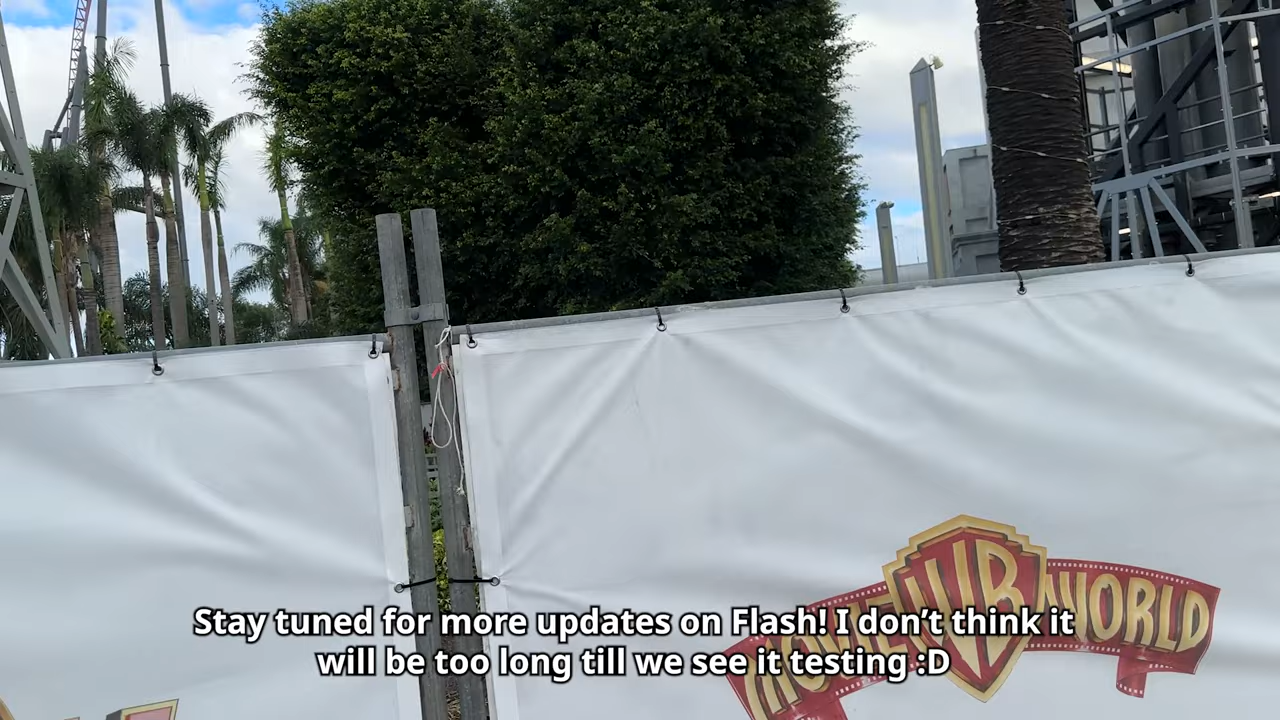 Stay tuned for more updates on Flash! I don't think it
will be too long till we see it testing :D
MOVIE WB WORLD